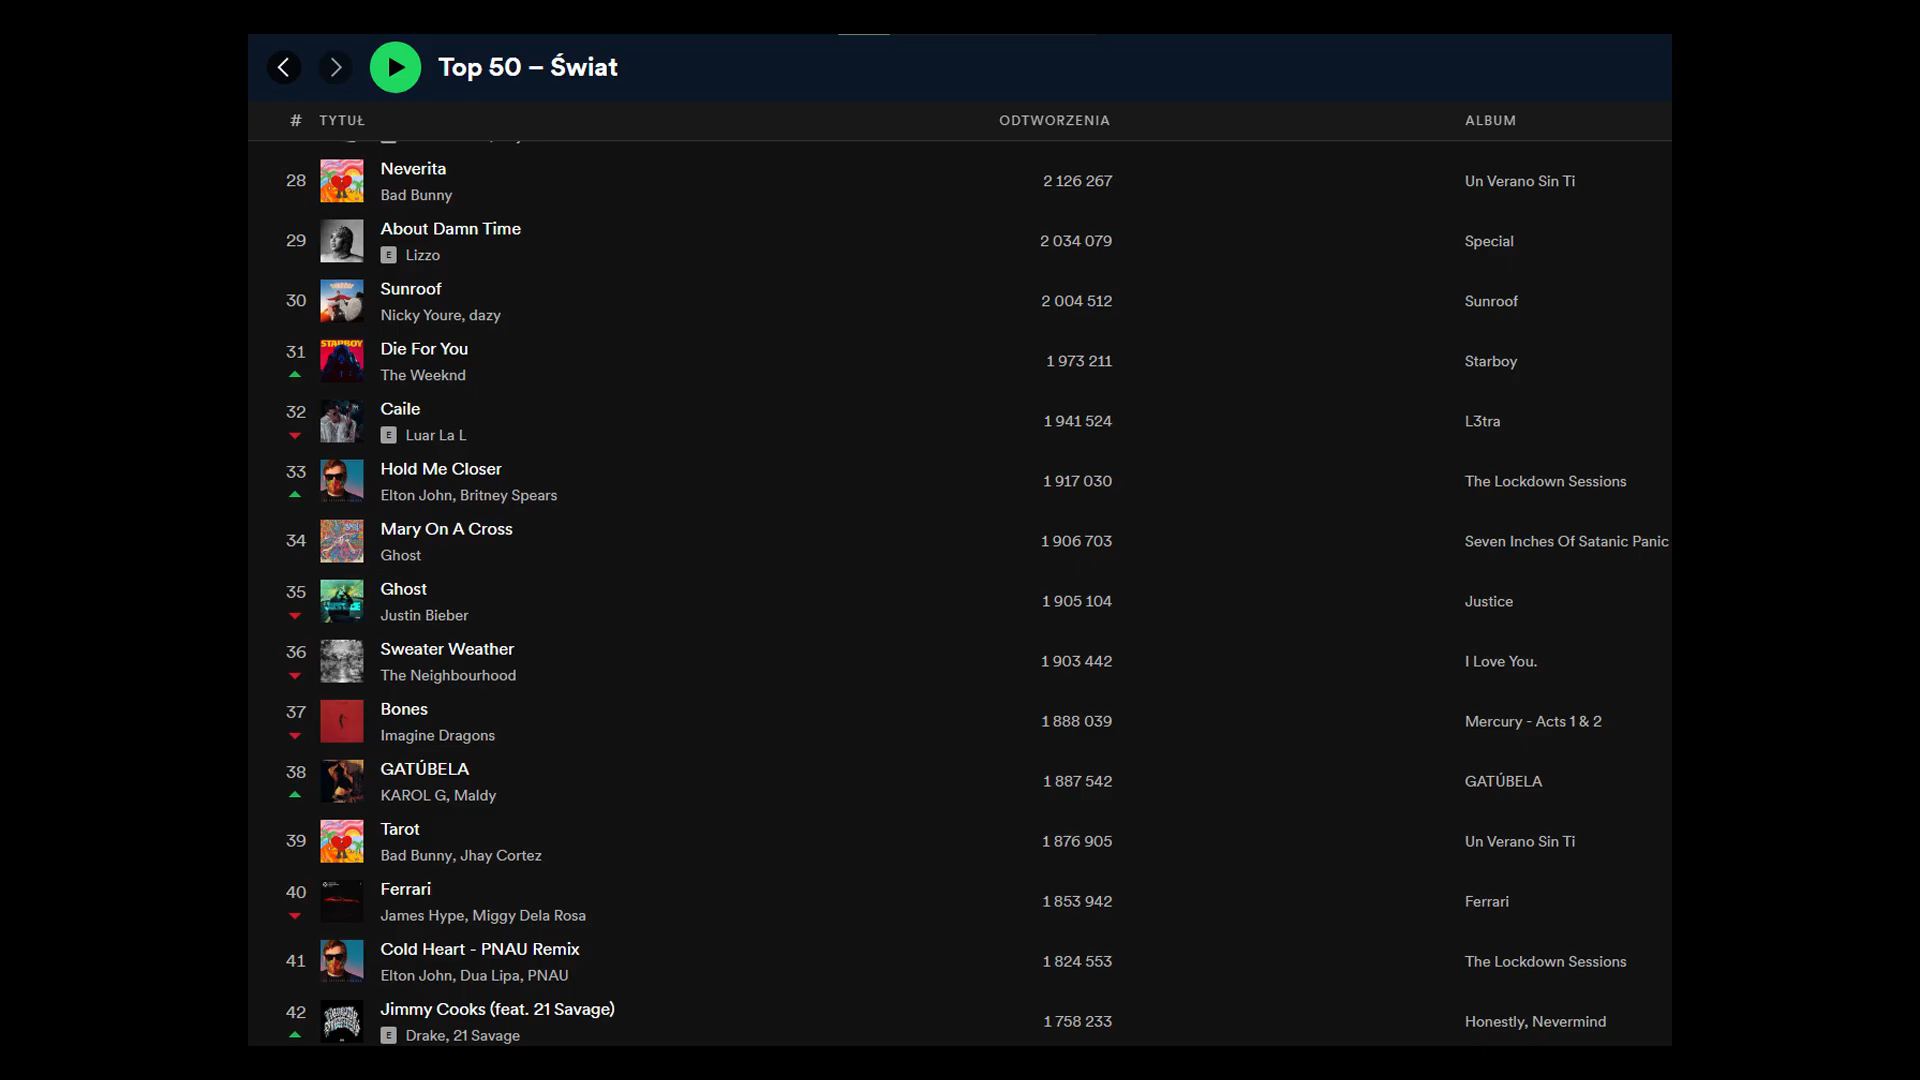 Top 50 – Świat
# TYTUŁ ODTWORZENIA ALBUM
28 Neverita 2 126 267 Un Verano Sin Ti
Bad Bunny
29 About Damn Time 2 034 079 Special
E Lizzo
30 Sunroof 2 004 512 Sunroof
Nicky Youre, dazy
31 STARBOY Die For You 1 973 211 Starboy
The Weeknd
32 Caile 1 941 524 L3tra
E Luar La L
33 Hold Me Closer 1 917 030 The Lockdown Sessions
Elton John, Britney Spears
34 Mary On A Cross 1 906 703 Seven Inches Of Satanic Panic
Ghost
35 Ghost 1 905 104 Justice
Justin Bieber
36 Sweater Weather 1 903 442 I Love You.
The Neighbourhood
37 Bones 1 888 039 Mercury - Acts 1 & 2
Imagine Dragons
38 GATÚBELA 1 887 542 GATÚBELA
KAROL G, Maldy
39 Tarot 1 876 905 Un Verano Sin Ti
Bad Bunny, Jhay Cortez
40 Ferrari 1 853 942 Ferrari
James Hype, Miggy Dela Rosa
41 Cold Heart - PNAU Remix 1 824 553 The Lockdown Sessions
Elton John, Dua Lipa, PNAU
42 Jimmy Cooks (feat. 21 Savage) 1 758 233 Honestly, Nevermind
E Drake, 21 Savage